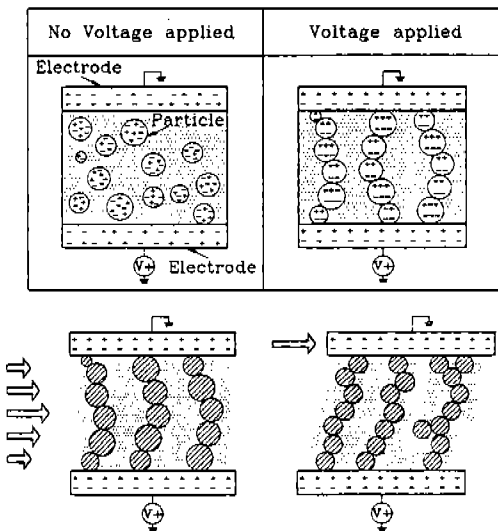 No Voltage applied
Voltage applied
Electrode
Particle
V+
Electrode
V+
V+
V+